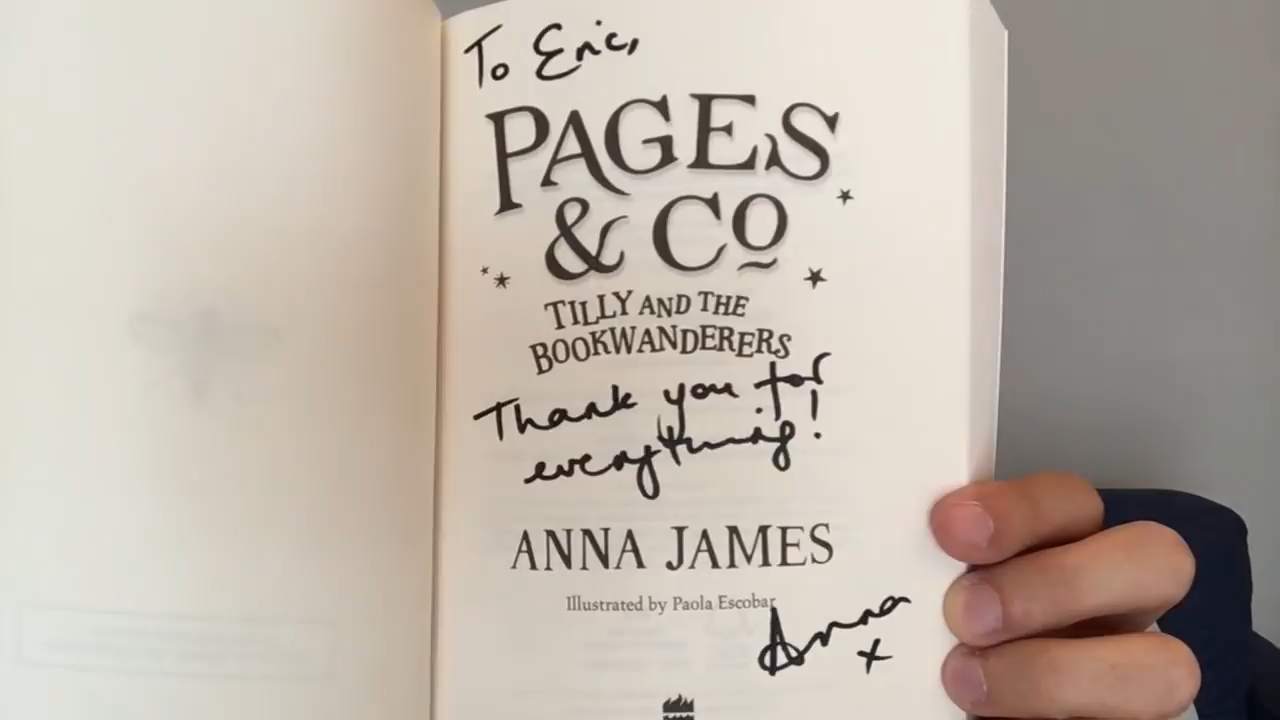 To Eric,
PAGES
& CO
TILLY AND THE
BOOKWANDERERS
Thank you for
everything!
ANNA JAMES
Illustrated by Paola Escobar
Anna
x